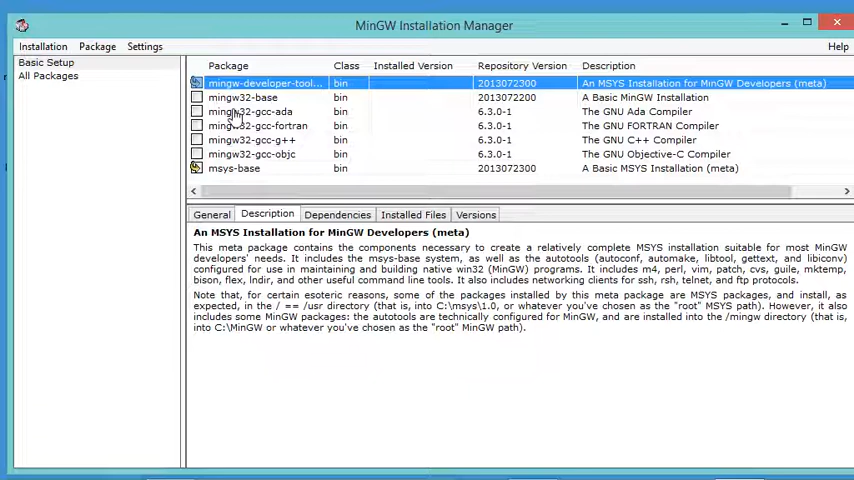 MinGW Installation Manager
Installation Package Settings Help
Basic Setup
All Packages
Package Class Installed Version Repository Version Description
mingw-developer-tool... bin 2013072300 An MSYS Installation for MinGW Developers (meta)
mingw32-base bin 2013072200 A Basic MinGW Installation
mingw32-gcc-ada bin 6.3.0-1 The GNU Ada Compiler
mingw32-gcc-fortran bin 6.3.0-1 The GNU FORTRAN Compiler
mingw32-gcc-g++ bin 6.3.0-1 The GNU C++ Compiler
mingw32-gcc-objc bin 6.3.0-1 The GNU Objective-C Compiler
msys-base bin 2013072300 A Basic MSYS Installation (meta)
General Description Dependencies Installed Files Versions
An MSYS Installation for MinGW Developers (meta)
This meta package contains the components necessary to create a relatively complete MSYS installation suitable for most MinGW
developers' needs. It includes the msys-base system, as well as the autotools (autoconf, automake, libtool, gettext, and libiconv)
configured for use in maintaining and building native win32 (MinGW) programs. It includes m4, perl, vim, patch, cvs, guile, mktemp,
bison, flex, lndir, and other useful command line tools. It also includes networking clients for ssh, rsh, telnet, and ftp protocols.
Note that, for certain esoteric reasons, some of the packages installed by this meta package are MSYS packages, and install, as
expected, in the / == /usr directory (that is, into C:\msys\1.0, or whatever you've chosen as the "root" MSYS path). However, it also
includes some MinGW packages: the autotools are technically configured for MinGW, and are installed into the /mingw directory (that is,
into C:\MinGW or whatever you've chosen as the "root" MinGW path).